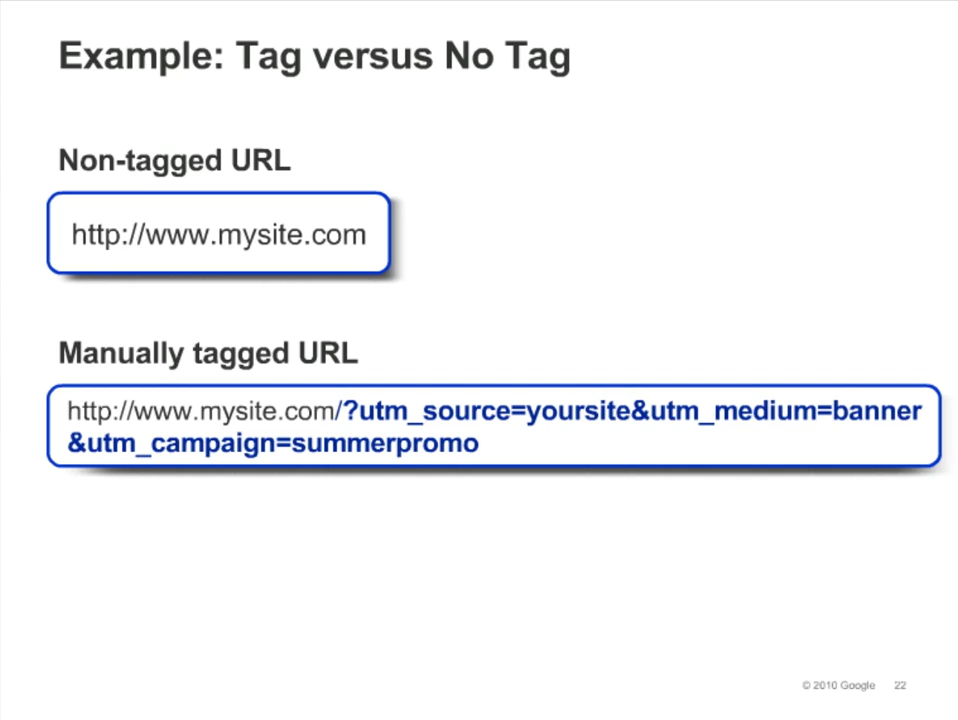 Example: Tag versus No Tag
Non-tagged URL
http://www.mysite.com
Manually tagged URL
http://www.mysite.com/?utm_source=yoursite&utm_medium=banner
&utm_campaign=summerpromo
© 2010 Google 22